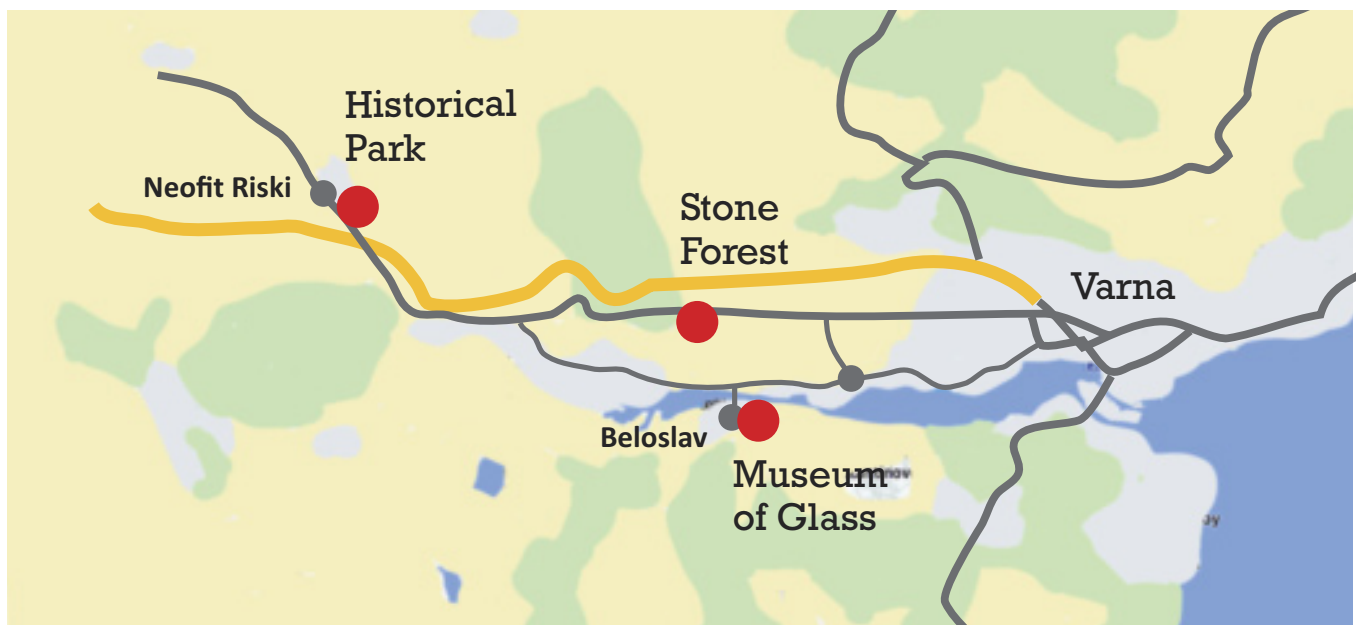 Historical
Park
Neofit Riski
Stone
Forest
Varna
Beloslav
Museum
of Glass